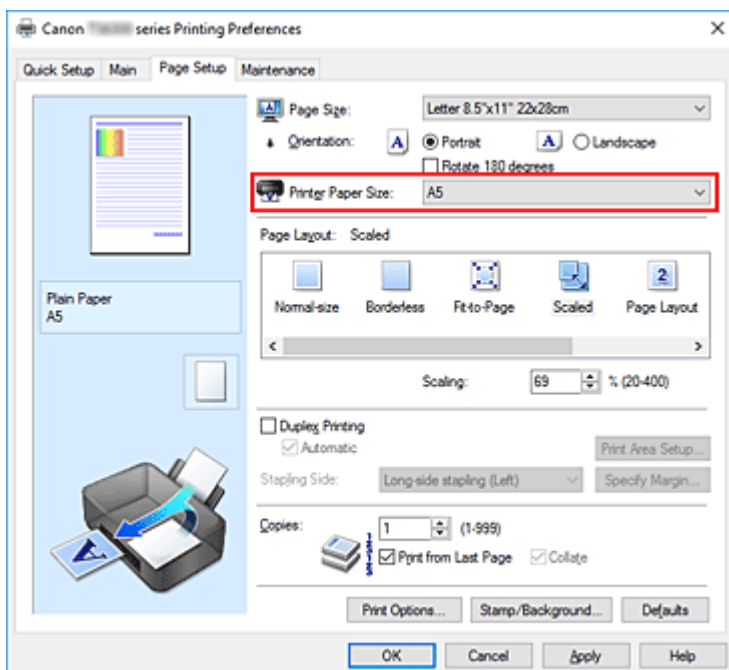 Canon series Printing Preferences
Quick Setup Main Page Setup Maintenance
Page Size: Letter 8.5"x11" 22x28cm
Orientation: A Portrait A Landscape
Rotate 180 degrees
Printer Paper Size: A5
Page Layout: Scaled
Normal-size Borderless Fit-to-Page Scaled 2 Page Layout
Plain Paper
A5
Scaling: 69 % (20-400)
Duplex Printing
Automatic
Print Area Setup...
Stapling Side: Long-side stapling (Left) Specify Margin...
Copies: 1 (1-999)
Print from Last Page Collate
A
Print Options... Stamp/Background... Defaults
OK Cancel Apply Help